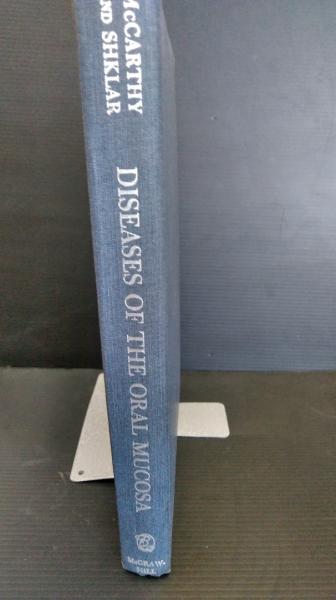 McCARTHY
AND SHKLAR
DISEASES OF THE ORAL MUCOSA
McGRAW-
HILL